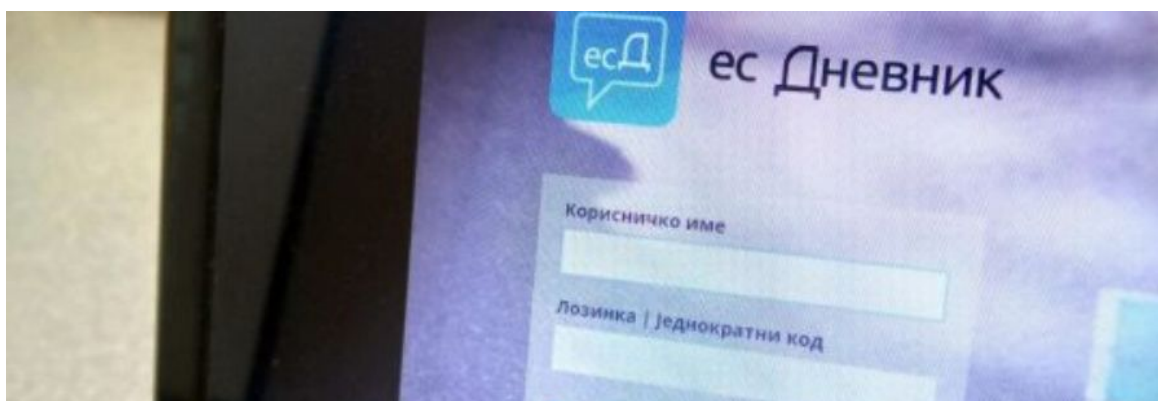 есД
ес Дневник
Корисничко име
Лозинка | Једнократни код